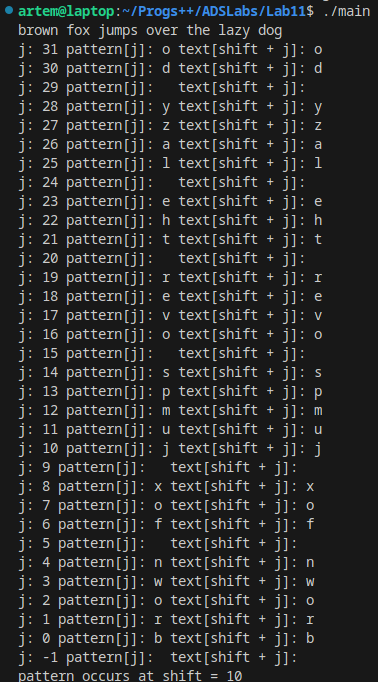 artem@laptop:~/Progs++/ADSLabs/Lab11$ ./main
brown fox jumps over the lazy dog
j: 31 pattern[j]: o text[shift + j]: o
j: 30 pattern[j]: d text[shift + j]: d
j: 29 pattern[j]:   text[shift + j]:
j: 28 pattern[j]: y text[shift + j]: y
j: 27 pattern[j]: z text[shift + j]: z
j: 26 pattern[j]: a text[shift + j]: a
j: 25 pattern[j]: l text[shift + j]: l
j: 24 pattern[j]:   text[shift + j]:
j: 23 pattern[j]: e text[shift + j]: e
j: 22 pattern[j]: h text[shift + j]: h
j: 21 pattern[j]: t text[shift + j]: t
j: 20 pattern[j]:   text[shift + j]:
j: 19 pattern[j]: r text[shift + j]: r
j: 18 pattern[j]: e text[shift + j]: e
j: 17 pattern[j]: v text[shift + j]: v
j: 16 pattern[j]: o text[shift + j]: o
j: 15 pattern[j]:   text[shift + j]:
j: 14 pattern[j]: s text[shift + j]: s
j: 13 pattern[j]: p text[shift + j]: p
j: 12 pattern[j]: m text[shift + j]: m
j: 11 pattern[j]: u text[shift + j]: u
j: 10 pattern[j]: j text[shift + j]: j
j: 9 pattern[j]:   text[shift + j]:
j: 8 pattern[j]: x text[shift + j]: x
j: 7 pattern[j]: o text[shift + j]: o
j: 6 pattern[j]: f text[shift + j]: f
j: 5 pattern[j]:   text[shift + j]:
j: 4 pattern[j]: n text[shift + j]: n
j: 3 pattern[j]: w text[shift + j]: w
j: 2 pattern[j]: o text[shift + j]: o
j: 1 pattern[j]: r text[shift + j]: r
j: 0 pattern[j]: b text[shift + j]: b
j: -1 pattern[j]:  text[shift + j]:
pattern occurs at shift = 10